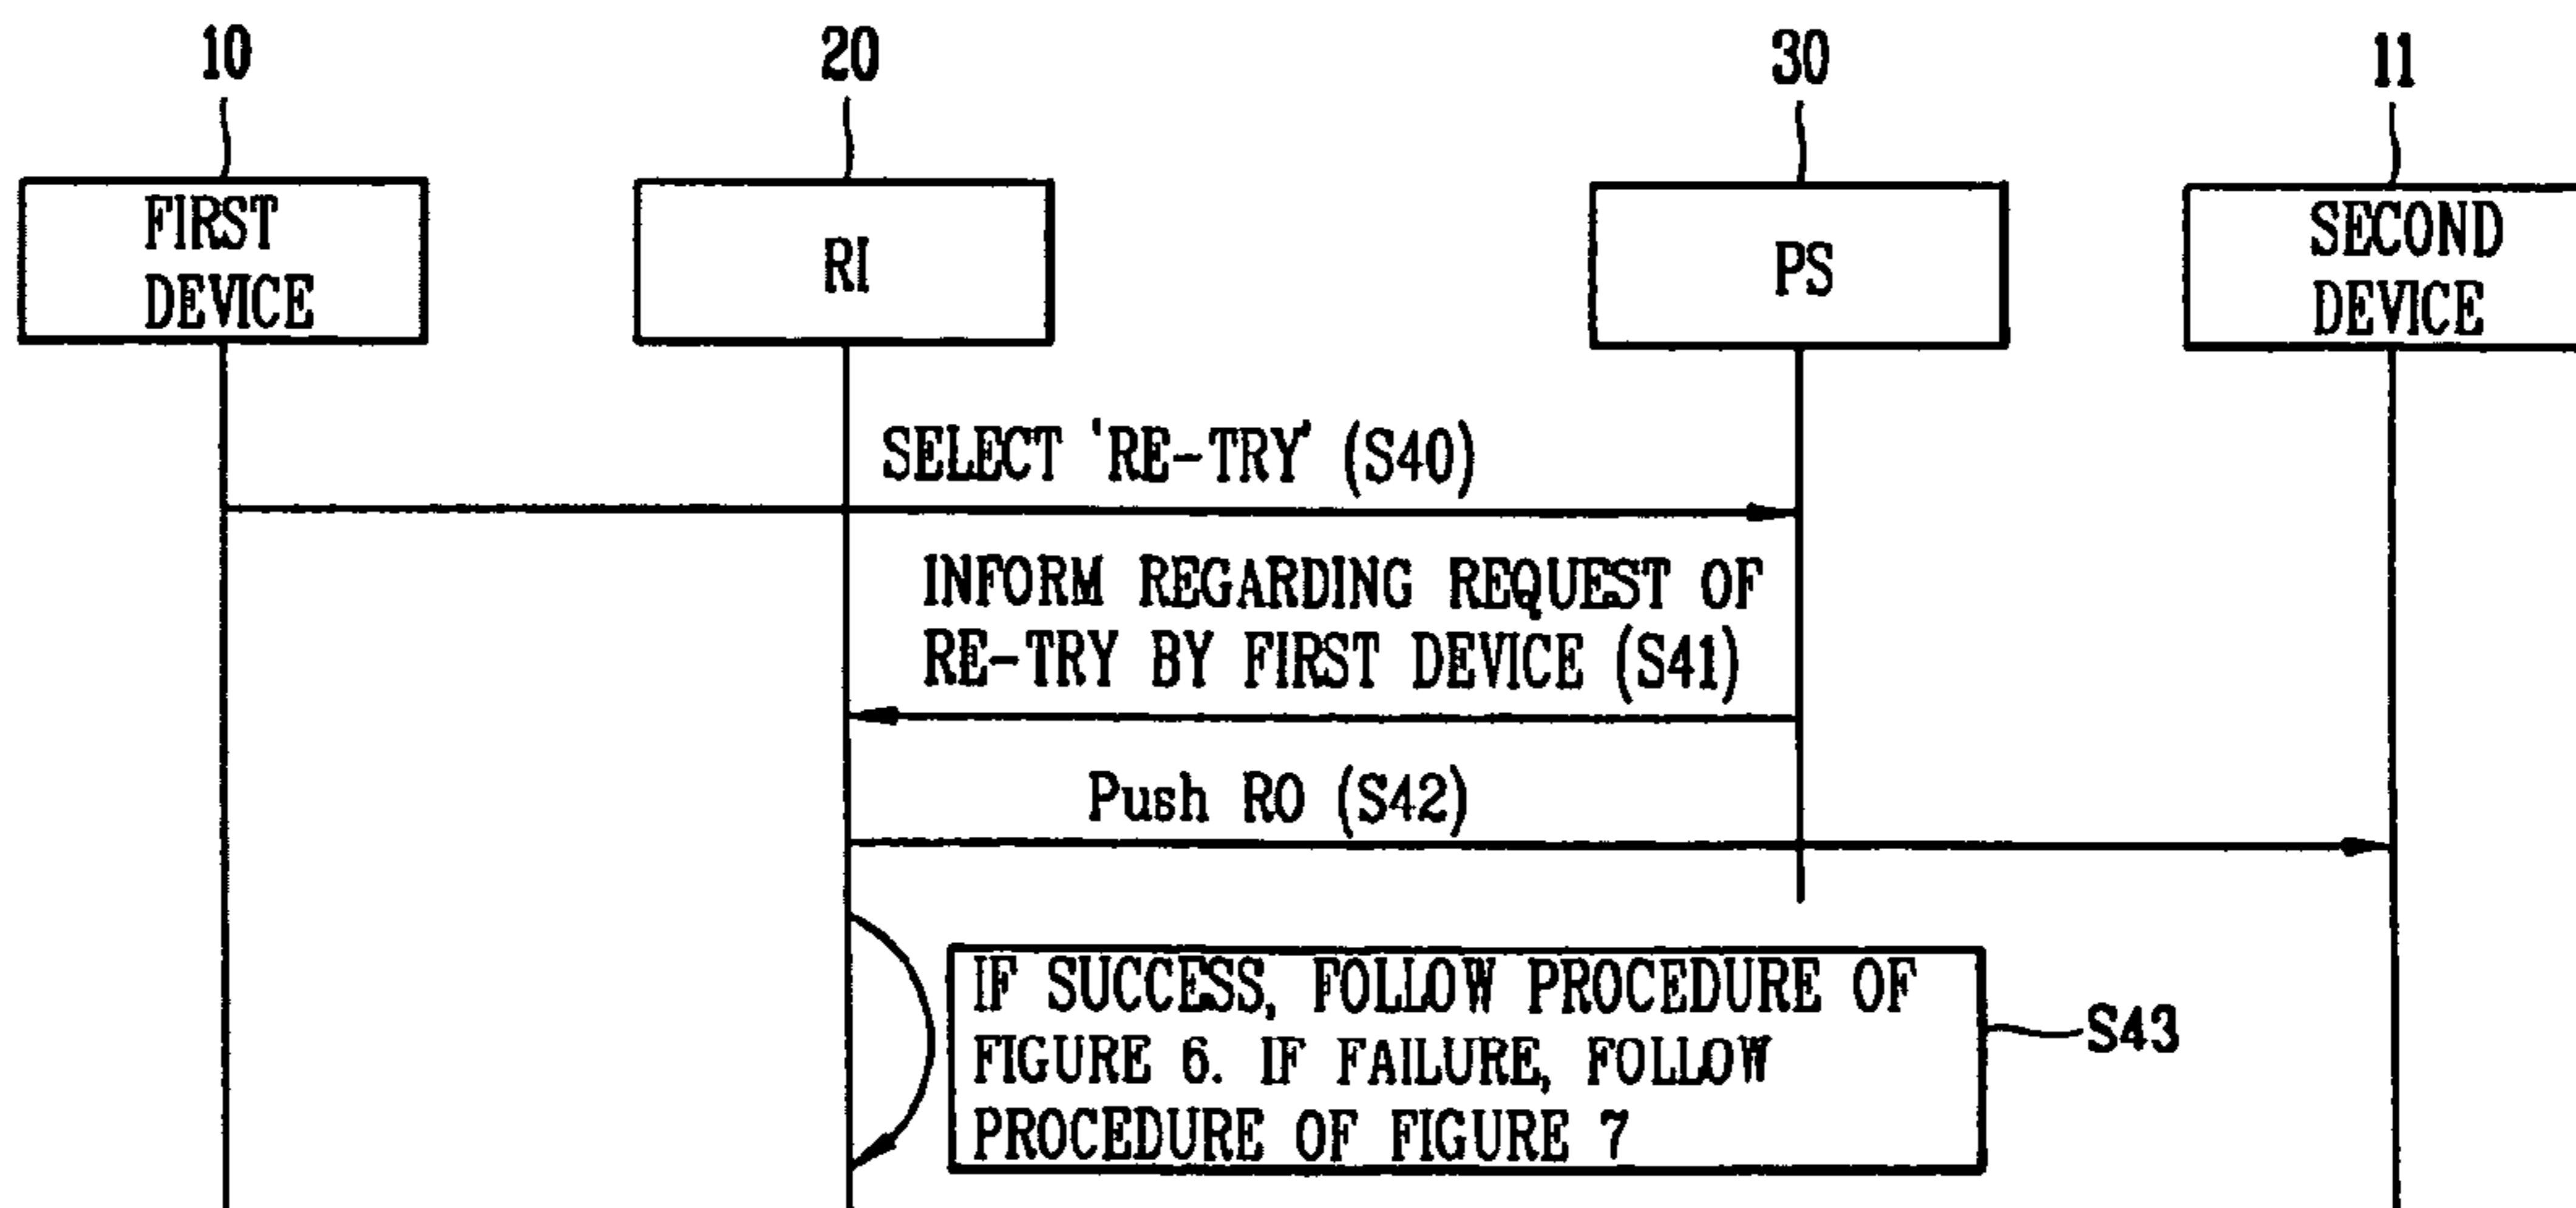 10
20
30
11
FIRST
DEVICE
RI
PS
SECOND
DEVICE
SELECT 'RE-TRY' (S40)
INFORM REGARDING REQUEST OF
RE-TRY BY FIRST DEVICE (S41)
Push RO (S42)
IF SUCCESS, FOLLOW PROCEDURE OF
FIGURE 6. IF FAILURE, FOLLOW
PROCEDURE OF FIGURE 7
S43